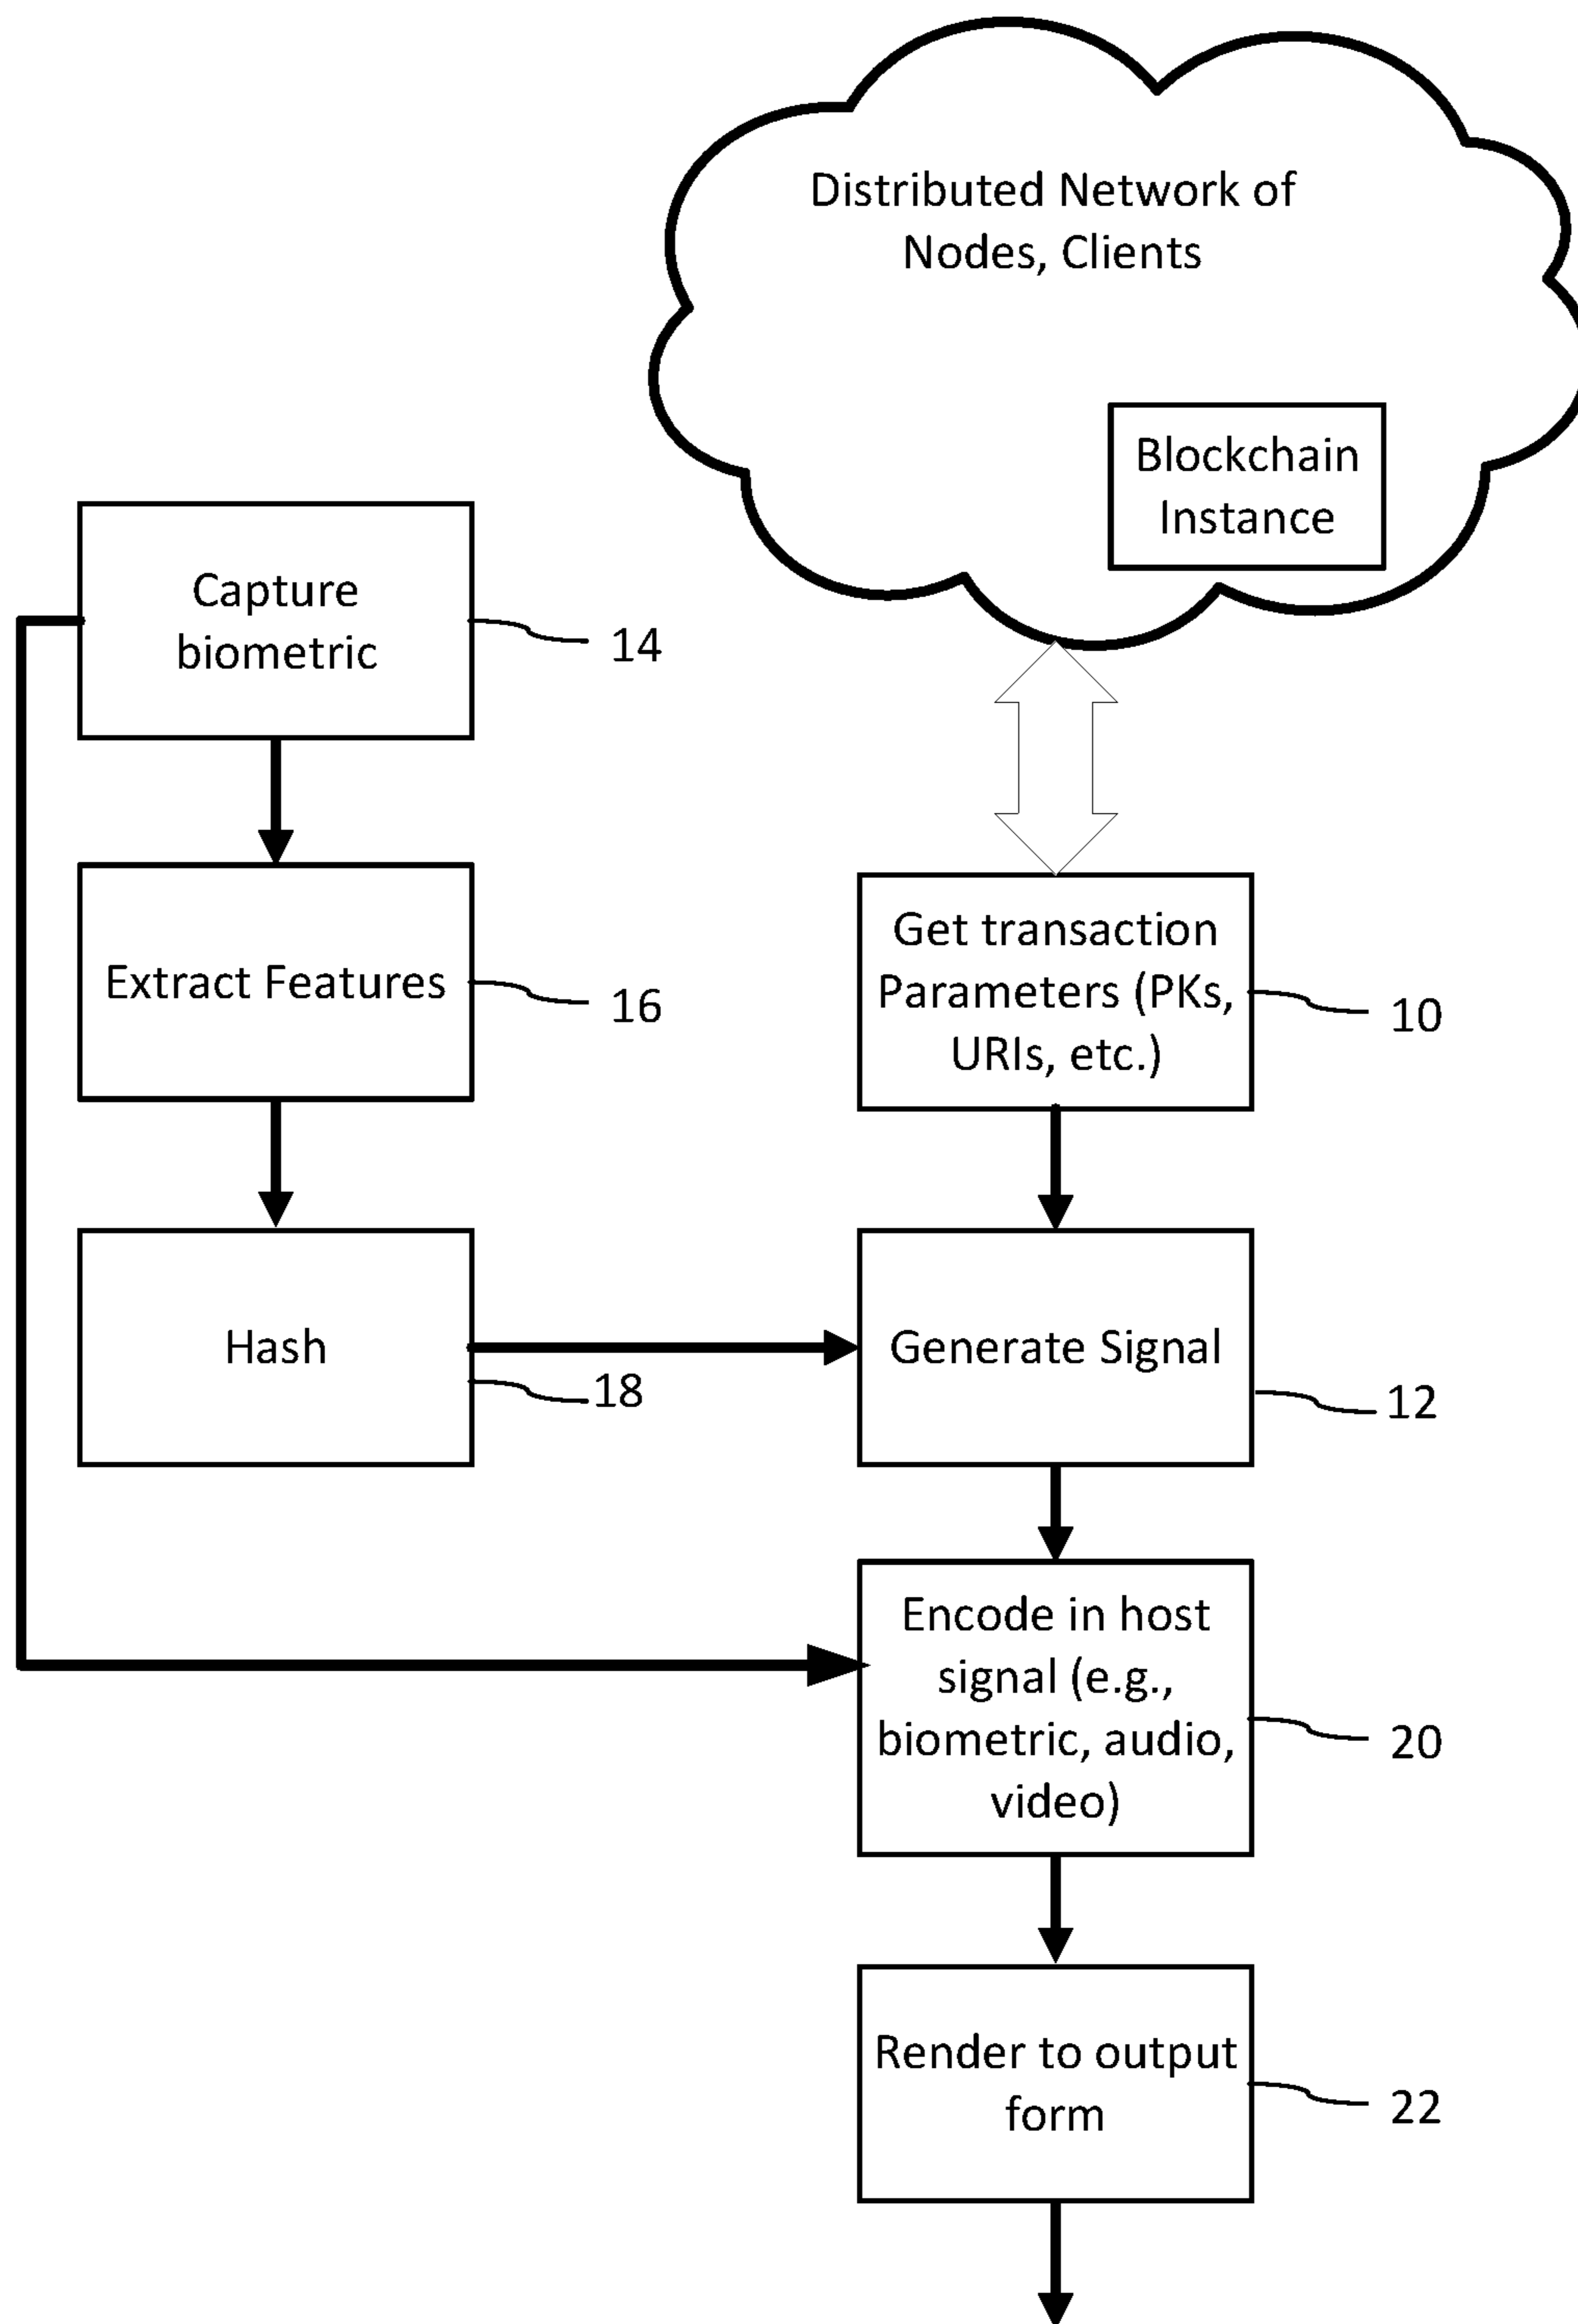 Distributed Network of
Nodes, Clients
Blockchain
Instance
Capture
biometric
14
Extract Features
16
Get transaction
Parameters (PKs,
URIs, etc.)
10
Hash
18
Generate Signal
12
Encode in host
signal (e.g.,
biometric, audio,
video)
20
Render to output
form
22